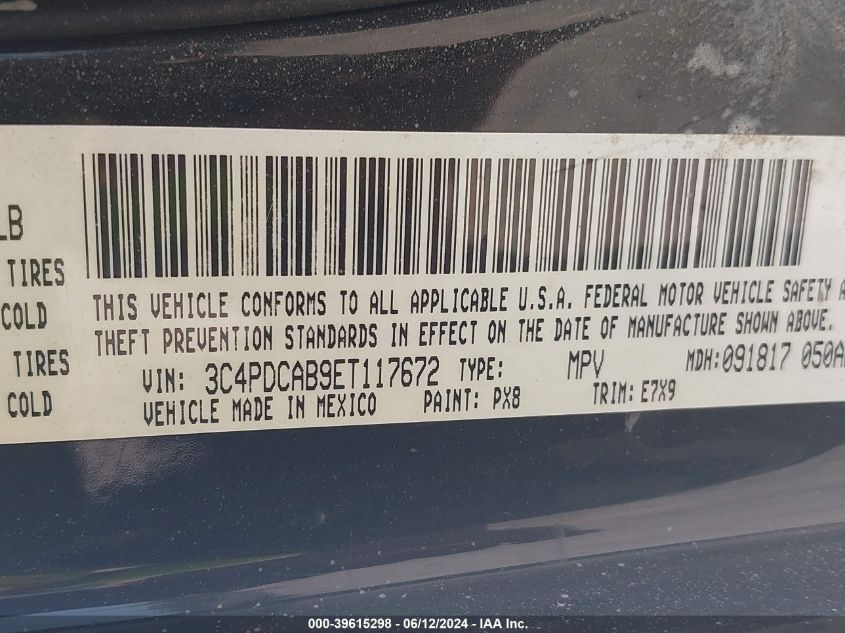 LB
TIRES
COLD
TIRES
COLD
THIS VEHICLE CONFORMS TO ALL APPLICABLE U.S.A. FEDERAL MOTOR VEHICLE SAFETY A
THEFT PREVENTION STANDARDS IN EFFECT ON THE DATE OF MANUFACTURE SHOWN ABOVE.
VIN: 3C4PDCAB9ET117672 TYPE: MPV MDH:091817 050A
VEHICLE MADE IN MEXICO PAINT: PX8 TRIM: E7X9
000-39615298 - 06/12/2024 - IAA Inc.